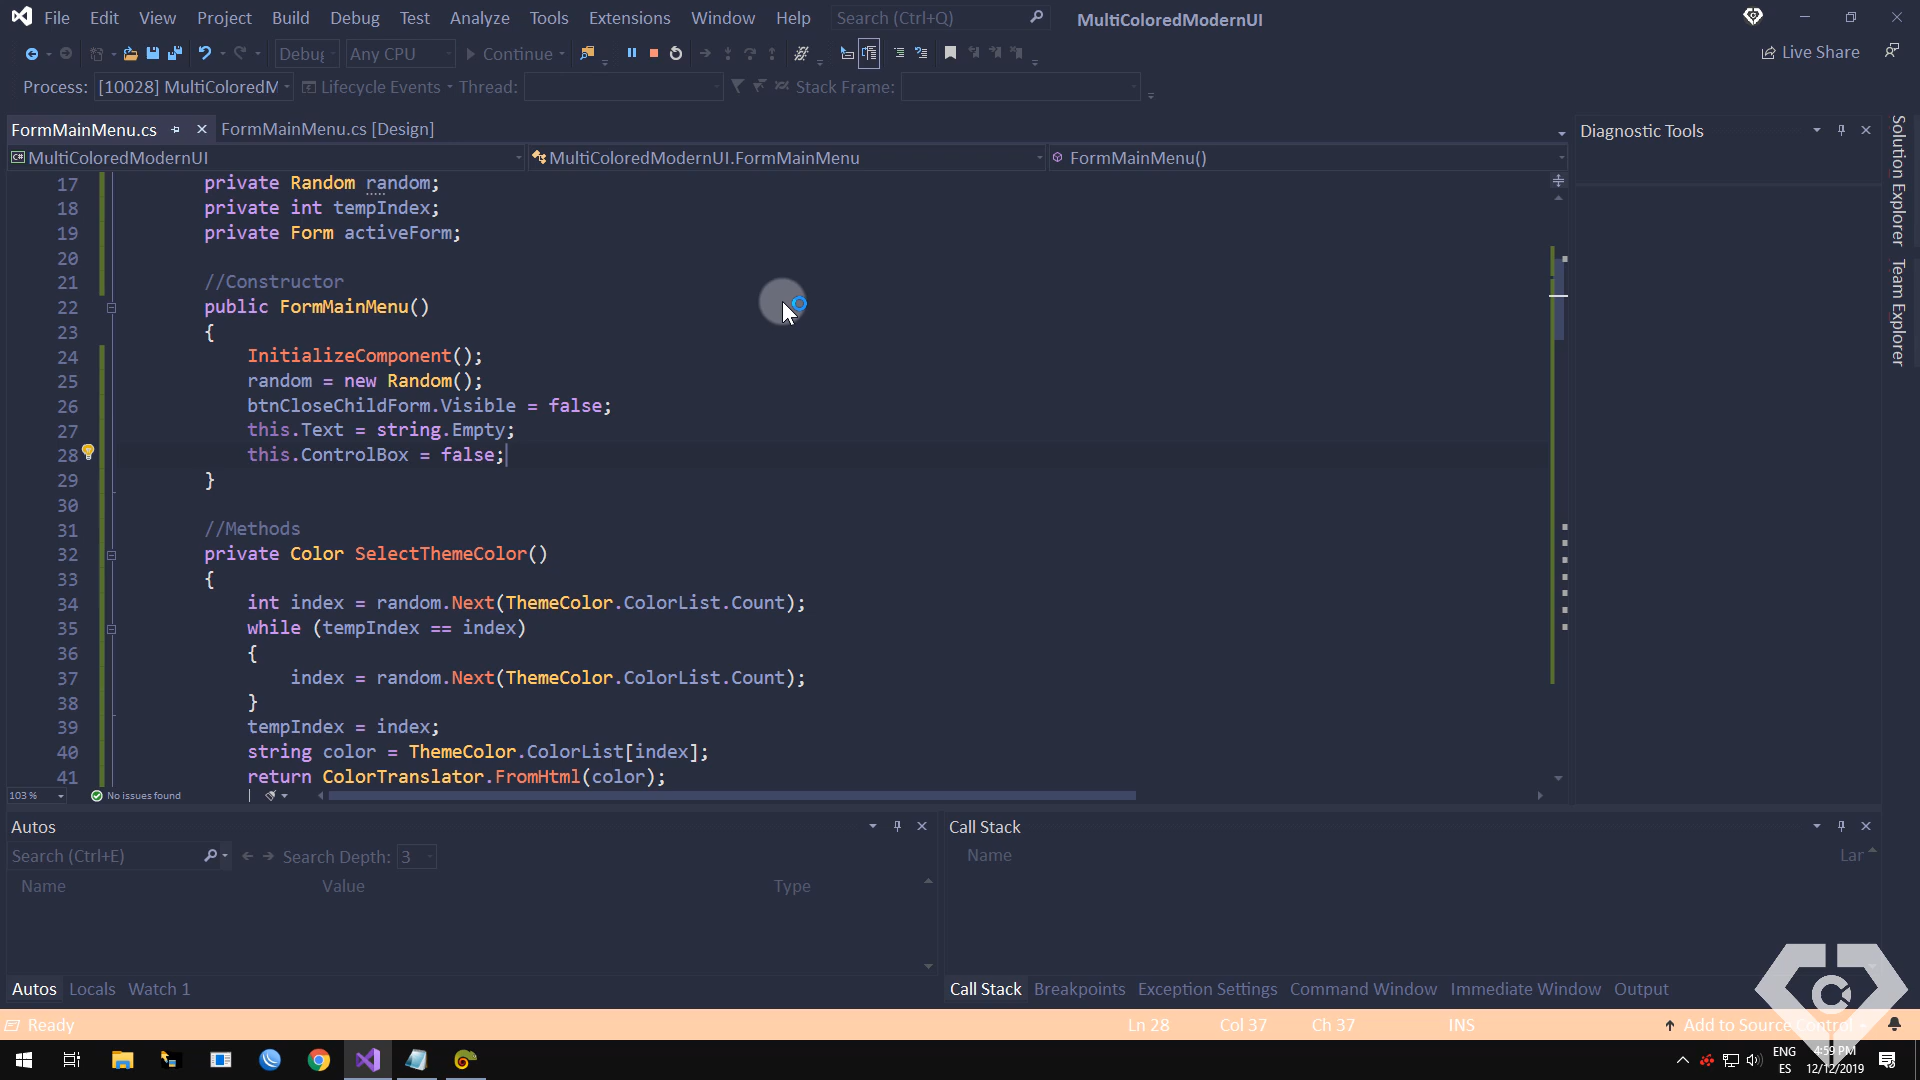 File Edit View Project Build Debug Test Analyze Tools Extensions Window Help Search (Ctrl+Q) MultiColoredModernUI
Debug Any CPU Continue Live Share
Process: [10028] MultiColoredM Lifecycle Events Thread: Stack Frame:
FormMainMenu.cs FormMainMenu.cs [Design] Diagnostic Tools
MultiColoredModernUI MultiColoredModernUI.FormMainMenu FormMainMenu()
17 private Random random;
18 private int tempIndex;
19 private Form activeForm;
20
21 //Constructor
22 public FormMainMenu()
23 {
24 InitializeComponent();
25 random = new Random();
26 btnCloseChildForm.Visible = false;
27 this.Text = string.Empty;
28 this.ControlBox = false;
29 }
30
31 //Methods
32 private Color SelectThemeColor()
33 {
34 int index = random.Next(ThemeColor.ColorList.Count);
35 while (tempIndex == index)
36 {
37 index = random.Next(ThemeColor.ColorList.Count);
38 }
39 tempIndex = index;
40 string color = ThemeColor.ColorList[index];
41 return ColorTranslator.FromHtml(color);
103 % No issues found
Solution Explorer
Team Explorer
Autos
Search (Ctrl+E) Search Depth: 3
Name Value Type
Autos Locals Watch 1
Call Stack
Name Lar
Call Stack Breakpoints Exception Settings Command Window Immediate Window Output
Ready Ln 28 Col 37 Ch 37 INS Add to Source Control
ENG
ES
4:59 PM
12/12/2019